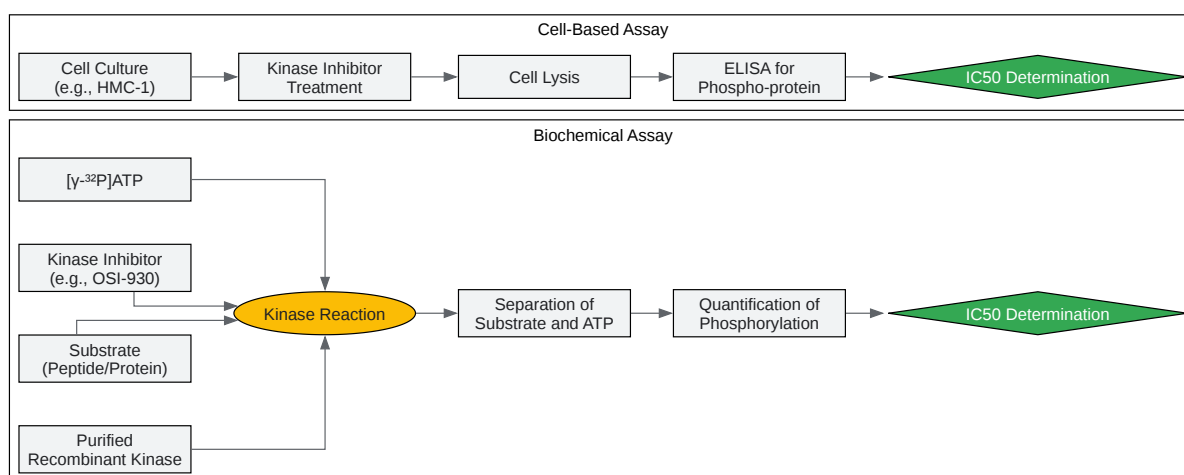 Cell-Based Assay
Cell Culture
(e.g., HMC-1)
Kinase Inhibitor
Treatment
Cell Lysis
ELISA for
Phospho-protein
IC50 Determination
Biochemical Assay
[γ-³²P]ATP
Kinase Inhibitor
(e.g., OSI-930)
Substrate
(Peptide/Protein)
Purified
Recombinant Kinase
Kinase Reaction
Separation of
Substrate and ATP
Quantification of
Phosphorylation
IC50 Determination